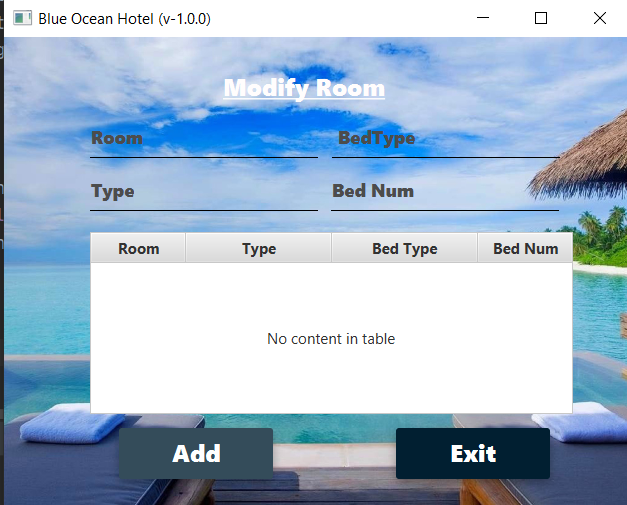 Blue Ocean Hotel (v-1.0.0)
Modify Room
Room BedType
Type Bed Num
Room Type Bed Type Bed Num
No content in table
Add Exit